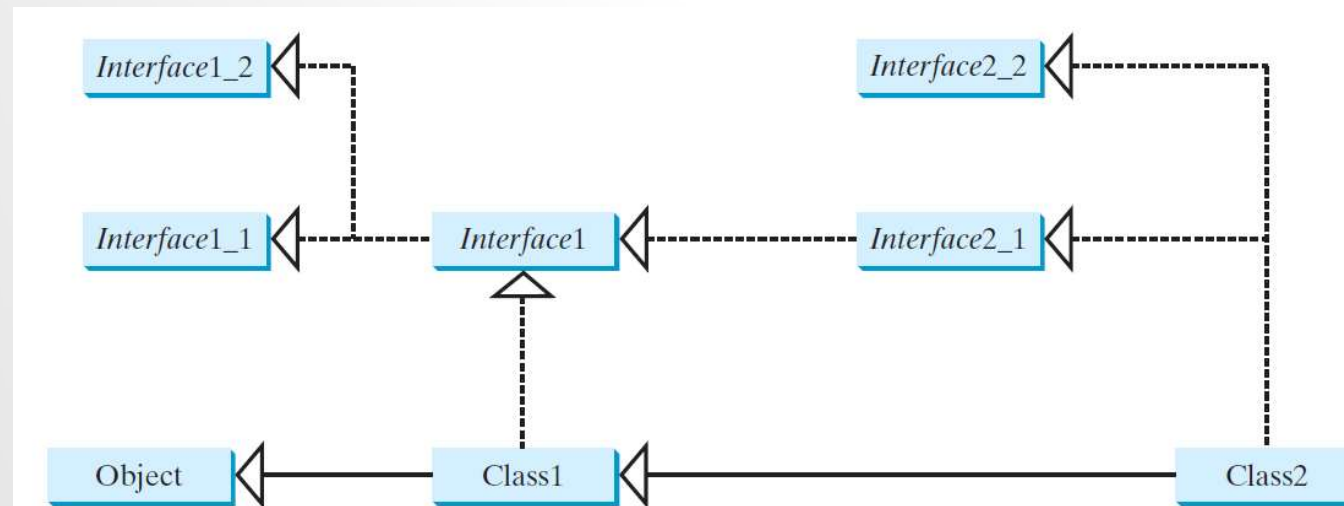 Interface1_2
Interface2_2
Interface1_1
Interface1
Interface2_1
Object
Class1
Class2